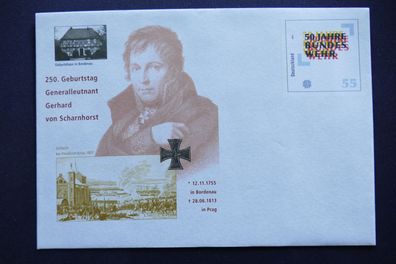 Geburtshaus in Bordenau
250. Geburtstag
Generalleutnant
Gerhard
von Scharnhorst
* 12.11.1755
in Bordenau
† 28.06.1813
in Prag
Deutschland
50 JAHRE
BUNDES
WEHR
55